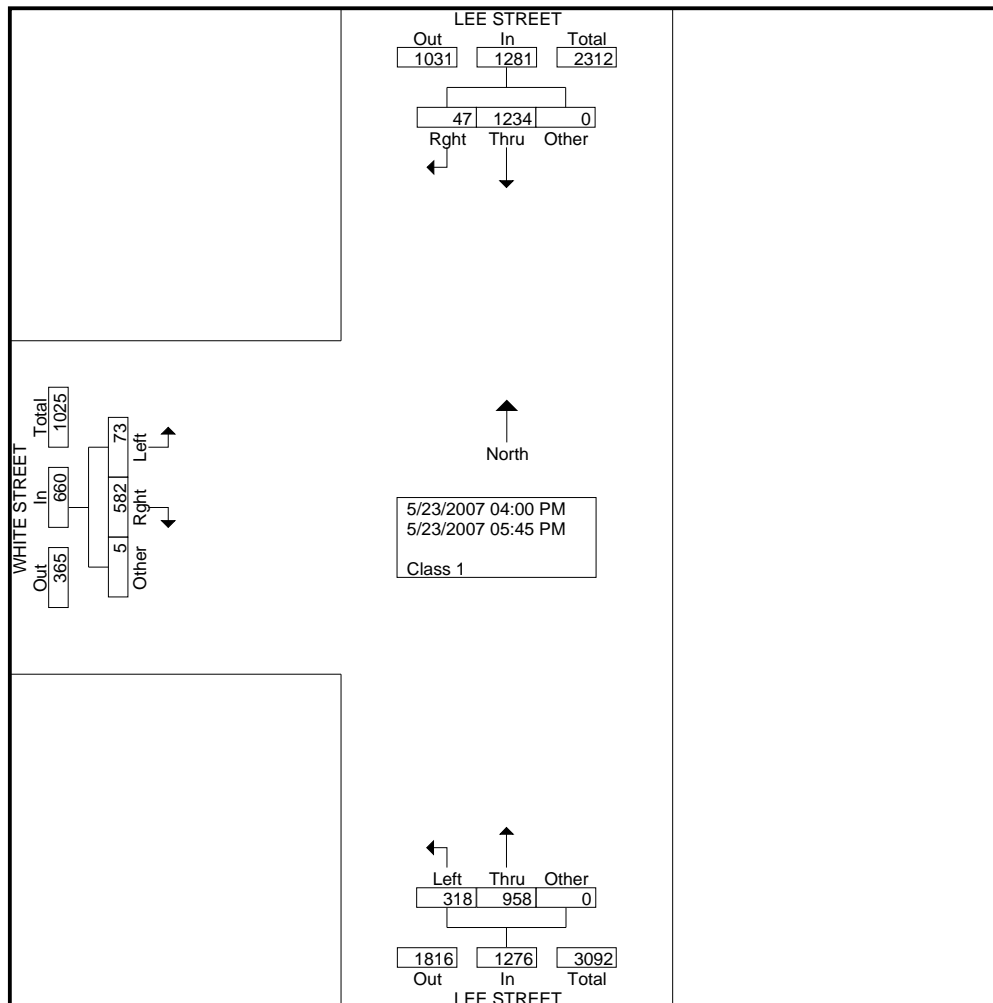 LEE STREET
Out In Total
1031 1281 2312
47 1234 0
Rght Thru Other
WHITE STREET
Total In Out
1025 660 365
73 582 5
Left Rght Other
North
5/23/2007 04:00 PM
5/23/2007 05:45 PM
Class 1
Left Thru Other
318 958 0
1816 1276 3092
Out In Total
LEE STREET